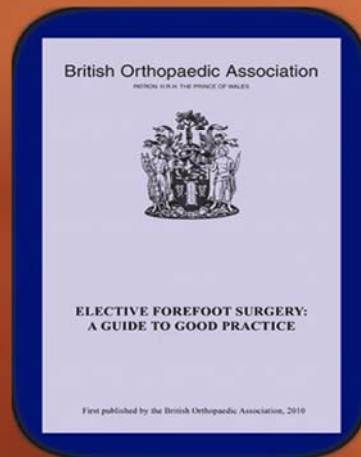 British Orthopaedic Association
PATRON: H.R.H. THE PRINCE OF WALES
ELECTIVE FOREFOOT SURGERY:
A GUIDE TO GOOD PRACTICE
First published by the British Orthopaedic Association, 2010